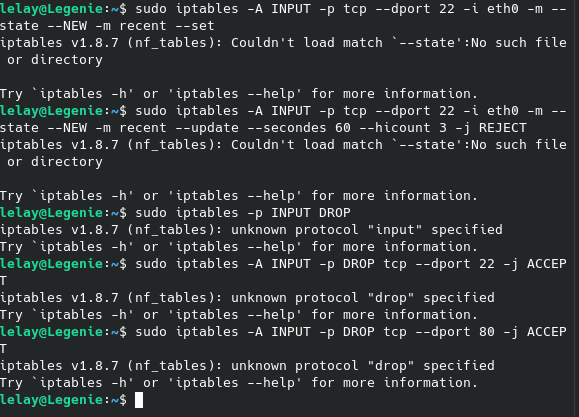 lelay@Legenie:~$ sudo iptables -A INPUT -p tcp --dport 22 -i eth0 -m --
state --NEW -m recent --set
iptables v1.8.7 (nf_tables): Couldn't load match `--state':No such file
 or directory

Try `iptables -h' or 'iptables --help' for more information.
lelay@Legenie:~$ sudo iptables -A INPUT -p tcp --dport 22 -i eth0 -m --
state --NEW -m recent --update --secondes 60 --hicount 3 -j REJECT
iptables v1.8.7 (nf_tables): Couldn't load match `--state':No such file
 or directory

Try `iptables -h' or 'iptables --help' for more information.
lelay@Legenie:~$ sudo iptables -p INPUT DROP
iptables v1.8.7 (nf_tables): unknown protocol "input" specified
Try `iptables -h' or 'iptables --help' for more information.
lelay@Legenie:~$ sudo iptables -A INPUT -p DROP tcp --dport 22 -j ACCEP
T
iptables v1.8.7 (nf_tables): unknown protocol "drop" specified
Try `iptables -h' or 'iptables --help' for more information.
lelay@Legenie:~$ sudo iptables -A INPUT -p DROP tcp --dport 80 -j ACCEP
T
iptables v1.8.7 (nf_tables): unknown protocol "drop" specified
Try `iptables -h' or 'iptables --help' for more information.
lelay@Legenie:~$